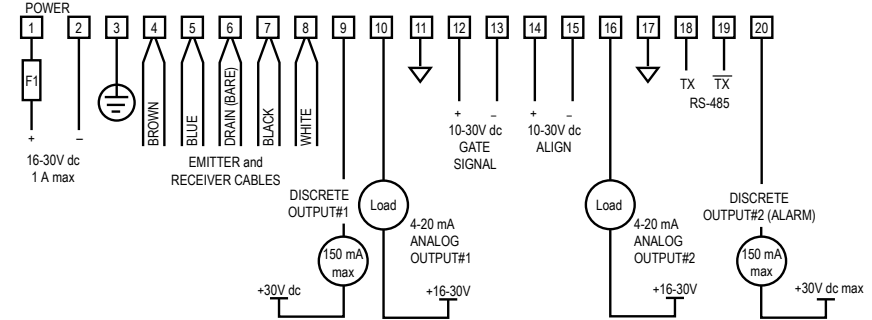 POWER
1 2 3 4 5 6 7 8 9 10 11 12 13 14 15 16 17 18 19 20
F1
+ –
16-30V dc
1 A max
BROWN
BLUE
DRAIN (BARE)
BLACK
WHITE
EMITTER and
RECEIVER CABLES
DISCRETE
OUTPUT#1
150 mA
max
+30V dc
Load
4-20 mA
ANALOG
OUTPUT#1
+16-30V
+ –
10-30V dc
GATE
SIGNAL
+ –
10-30V dc
ALIGN
Load
4-20 mA
ANALOG
OUTPUT#2
+16-30V
TX TX
RS-485
DISCRETE
OUTPUT#2 (ALARM)
150 mA
max
+30V dc max